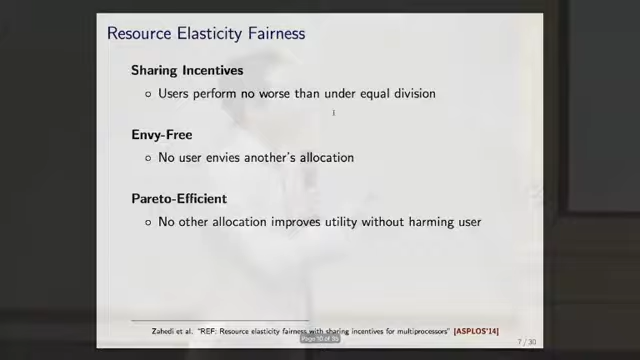 Resource Elasticity Fairness
Sharing Incentives
○ Users perform no worse than under equal division
Envy-Free
○ No user envies another's allocation
Pareto-Efficient
○ No other allocation improves utility without harming user
Zahedi et al. "REF: Resource elasticity fairness with sharing incentives for multiprocessors" [ASPLOS'14]
7 / 30